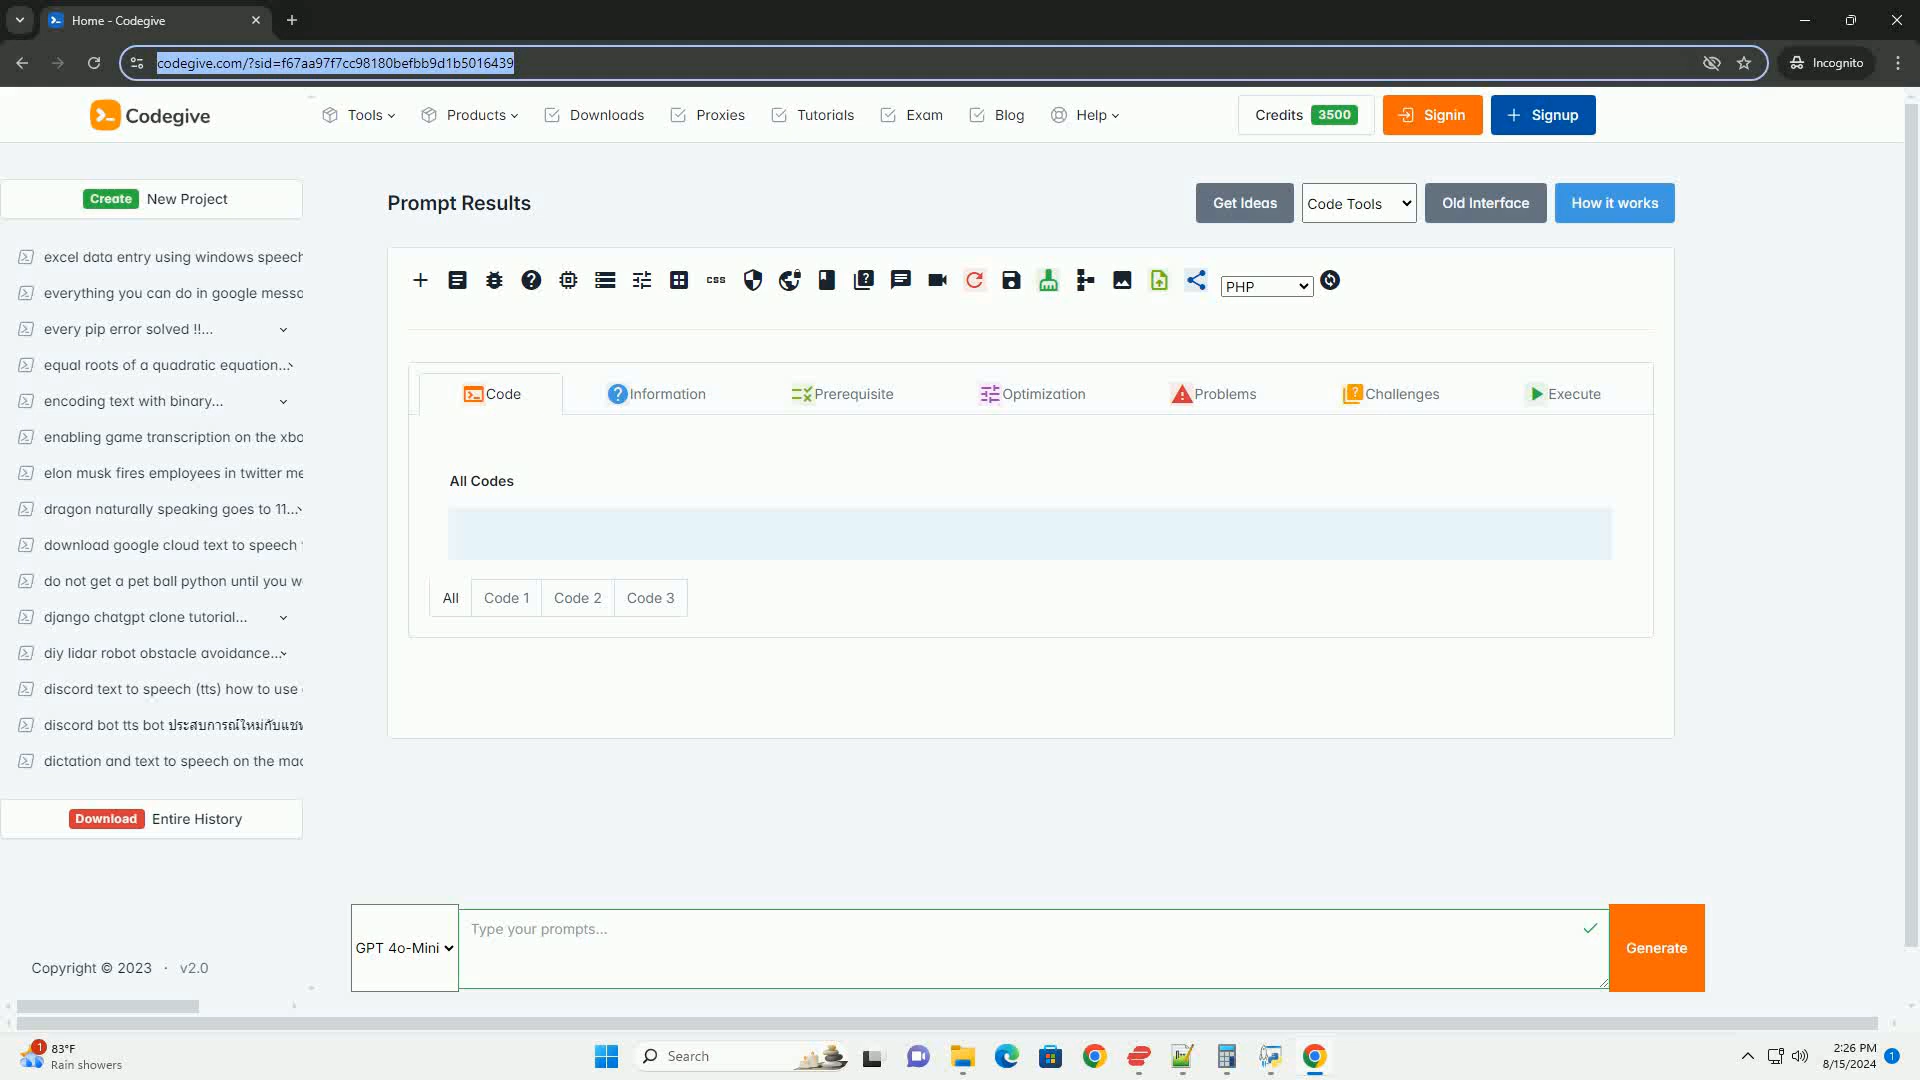 Home - Codegive
codegive.com/?sid=f67aa97f7cc98180befbb9d1b5016439
Incognito
Codegive
Tools
Products
Downloads
Proxies
Tutorials
Exam
Blog
Help
Credits 3500
Signin
Signup
Create New Project
excel data entry using windows speech
everything you can do in google messa
every pip error solved !!...
equal roots of a quadratic equation...
encoding text with binary...
enabling game transcription on the xbo
elon musk fires employees in twitter me
dragon naturally speaking goes to 11...
download google cloud text to speech
do not get a pet ball python until you w
django chatgpt clone tutorial...
diy lidar robot obstacle avoidance...
discord text to speech (tts) how to use
discord bot tts bot ประสบการณ์ใหม่กับแชท
dictation and text to speech on the mac
Download Entire History
Copyright © 2023 · v2.0
Prompt Results
Get Ideas
Code Tools
Old Interface
How it works
css
PHP
Code
Information
Prerequisite
Optimization
Problems
Challenges
Execute
All Codes
All
Code 1
Code 2
Code 3
GPT 4o-Mini
Type your prompts...
Generate
1
83°F
Rain showers
Search
2:26 PM
8/15/2024
1